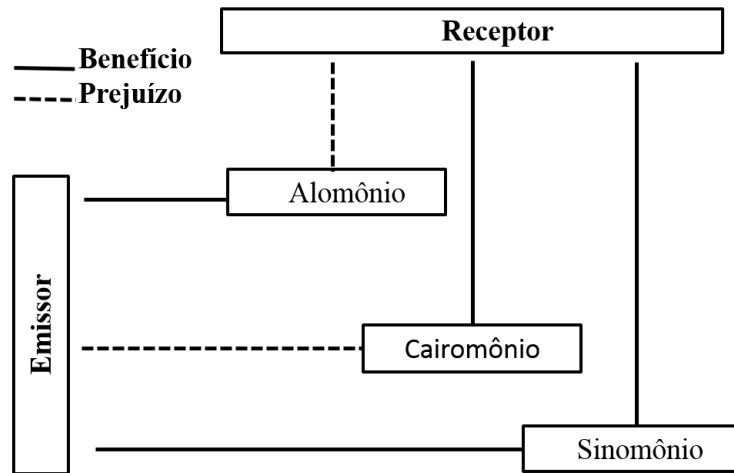 Receptor
Benefício
Prejuízo
Alomônio
Emissor
Cairomônio
Sinomônio